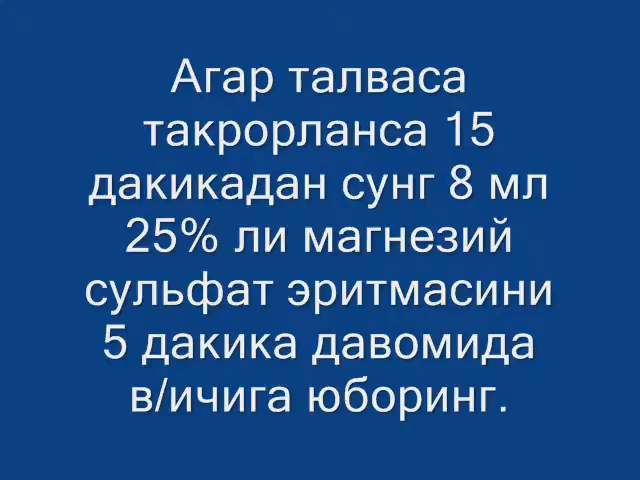 Агар талваса
такрорланса 15
дакикадан сунг 8 мл
25% ли магнезий
сульфат эритмасини
5 дакика давомида
в/ичига юборинг.